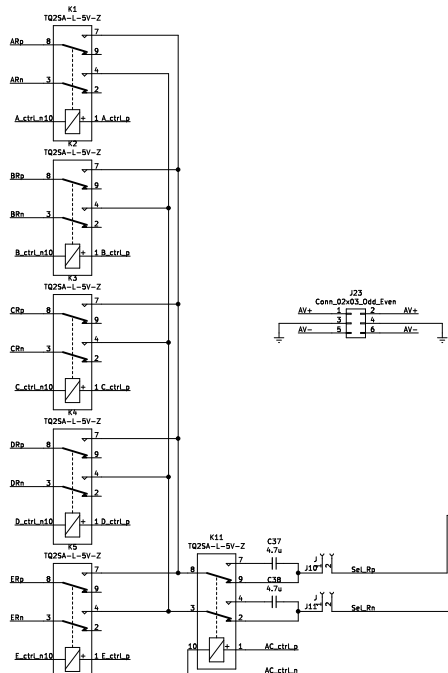 K1
TQ2SA-L-5V-Z
7
ARp 8
9
4
ARn 3
2
A_ctrl_n 10 + 1 A_ctrl_p
K2
TQ2SA-L-5V-Z
7
BRp 8
9
4
BRn 3
2
B_ctrl_n 10 + 1 B_ctrl_p
K3
TQ2SA-L-5V-Z
7
CRp 8
9
4
CRn 3
2
C_ctrl_n 10 + 1 C_ctrl_p
J23
Conn_02x03_Odd_Even
AV+ 1 2 AV+
3 4
AV- 5 6 AV-
K4
TQ2SA-L-5V-Z
7
DRp 8
9
4
DRn 3
2
D_ctrl_n 10 + 1 D_ctrl_p
K5
TQ2SA-L-5V-Z
7
ERp 8
9
4
ERn 3
2
E_ctrl_n 10 + 1 E_ctrl_p
K11
TQ2SA-L-5V-Z
C37
4.7u
7
8
9
J
J10 1 2 Sel_Rp
C38
4.7u
4
3
2
J
J11 1 2 Sel_Rn
10 + 1 AC_ctrl_p
AC_ctrl_n